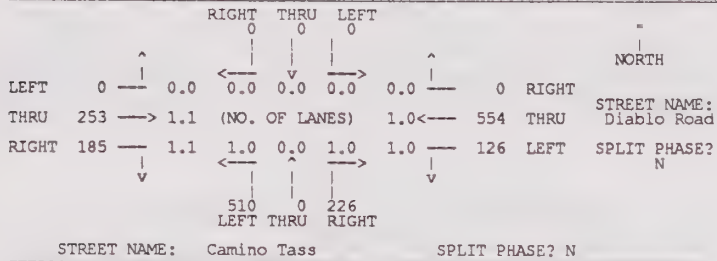 RIGHT THRU LEFT
0 0 0
NORTH
LEFT 0 --- 0.0 0.0 0.0 0.0 0.0 --- 0 RIGHT
STREET NAME:
THRU 253 ---> 1.1 (NO. OF LANES) 1.0<--- 554 THRU Diablo Road
RIGHT 185 --- 1.1 1.0 0.0 1.0 1.0 --- 126 LEFT SPLIT PHASE?
N
510 0 226
LEFT THRU RIGHT
STREET NAME: Camino Tass SPLIT PHASE? N